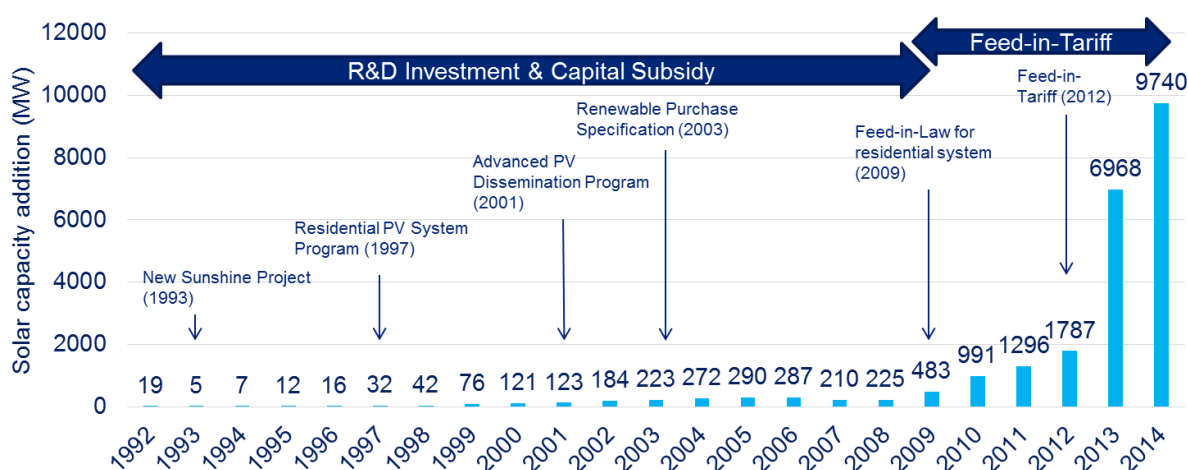 Solar capacity addition (MW)
12000
10000
8000
6000
4000
2000
0
R&D Investment & Capital Subsidy
Feed-in-Tariff
New Sunshine Project
(1993)
Residential PV System
Program (1997)
Advanced PV
Dissemination Program
(2001)
Renewable Purchase
Specification (2003)
Feed-in-Law for
residential system
(2009)
Feed-in-
Tariff (2012)
19 5 7 12 16 32 42 76 121 123 184 223 272 290 287 210 225 483 991 1296 1787 6968 9740
1992 1993 1994 1995 1996 1997 1998 1999 2000 2001 2002 2003 2004 2005 2006 2007 2008 2009 2010 2011 2012 2013 2014